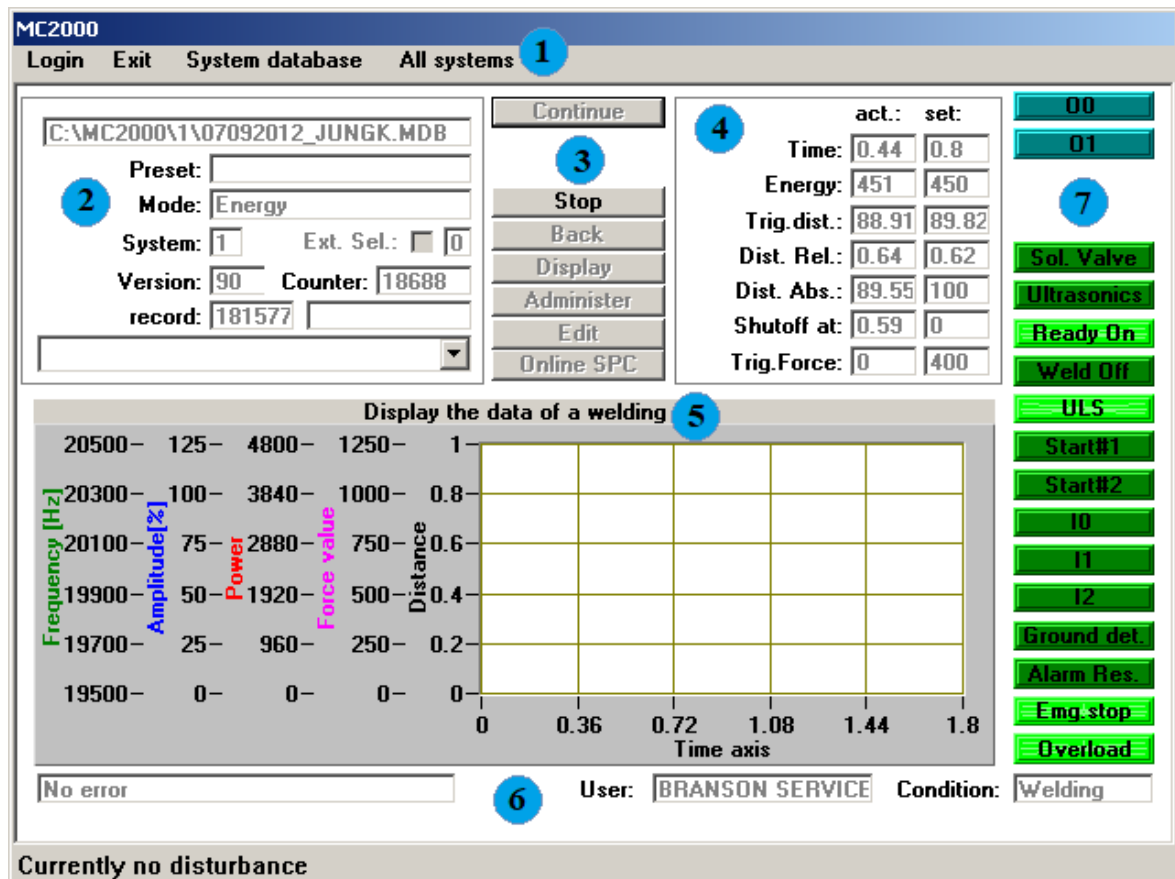 MC2000
Login Exit System database All systems 1
C:\MC2000\1\07092012_JUNGK.MDB
Preset:
2 Mode: Energy
System: 1 Ext. Sel.: 0
Version: 90 Counter: 18688
record: 181577
Continue
3
Stop
Back
Display
Administer
Edit
Online SPC
4 act.: set:
Time: 0.44 0.8
Energy: 451 450
Trig.dist.: 88.91 89.82
Dist. Rel.: 0.64 0.62
Dist. Abs.: 89.55 100
Shutoff at: 0.59 0
Trig.Force: 0 400
O0
O1
7
Sol. Valve
Ultrasonics
Ready On
Weld Off
ULS
Start#1
Start#2
I0
I1
I2
Ground det.
Alarm Res.
Emg.stop
Overload
Display the data of a welding 5
Frequency [Hz]
Amplitude[%]
Power
Force value
Distance
20500 125 4800 1250 1
20300 100 3840 1000 0.8
20100 75 2880 750 0.6
19900 50 1920 500 0.4
19700 25 960 250 0.2
19500 0 0 0 0
0 0.36 0.72 1.08 1.44 1.8
Time axis
No error 6 User: BRANSON SERVICE Condition: Welding
Currently no disturbance